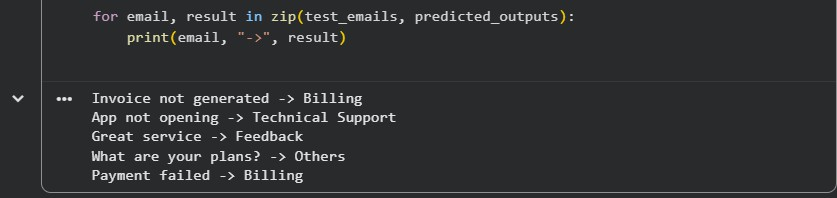 for email, result in zip(test_emails, predicted_outputs):
print(email, "->", result)
Invoice not generated -> Billing
App not opening -> Technical Support
Great service -> Feedback
What are your plans? -> Others
Payment failed -> Billing